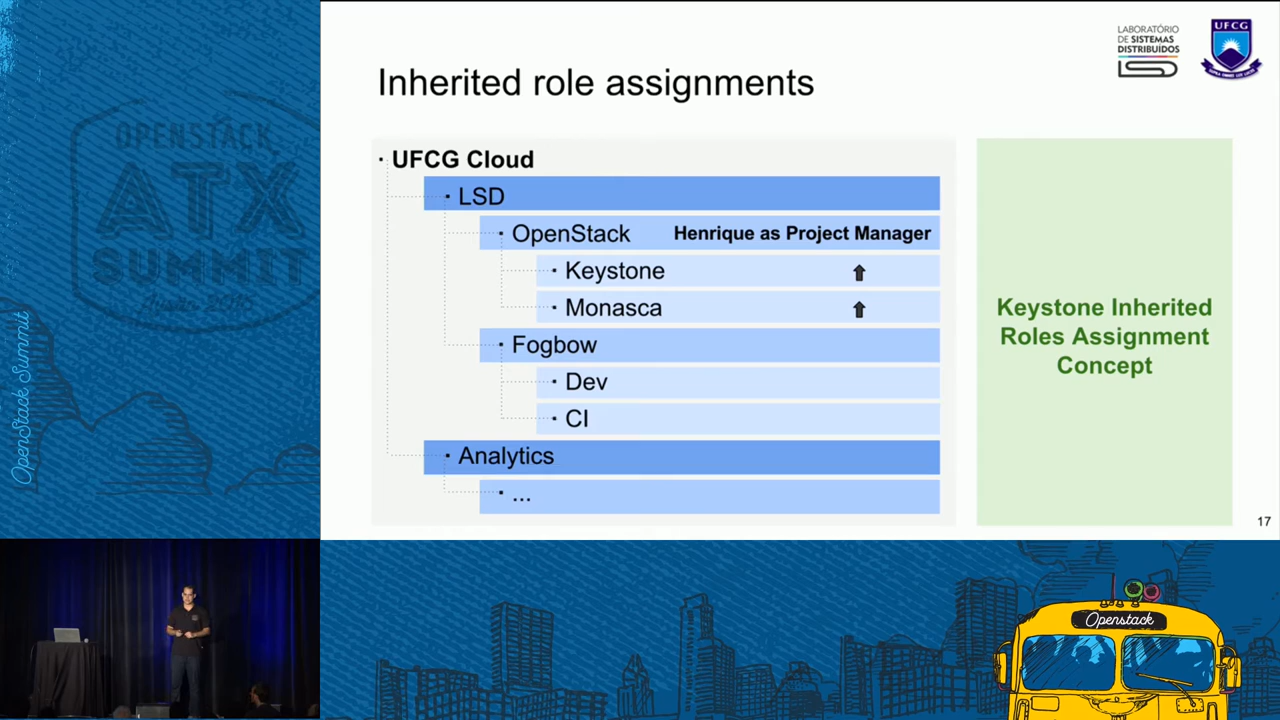 OPENSTACK
ATX
SUMMIT
Austin 2016
OpenStack Summit
LABORATÓRIO
DE SISTEMAS
DISTRIBUÍDOS
UFCG
Inherited role assignments
· UFCG Cloud
· LSD
· OpenStack Henrique as Project Manager
· Keystone
· Monasca
· Fogbow
· Dev
· CI
· Analytics
· ...
Keystone Inherited
Roles Assignment
Concept
17
Openstack